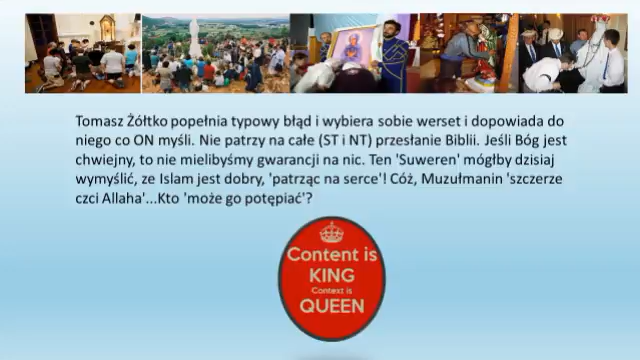 Tomasz Żółtko popełnia typowy błąd i wybiera sobie werset i dopowiada do
niego co ON myśli. Nie patrzy na całe (ST i NT) przesłanie Biblii. Jeśli Bóg jest
chwiejny, to nie mielibyśmy gwarancji na nic. Ten 'Suweren' mógłby dzisiaj
wymyślić, ze Islam jest dobry, 'patrząc na serce'! Cóż, Muzułmanin 'szczerze
czci Allaha'...Kto 'może go potępiać'?
Content is
KING
Context is
QUEEN